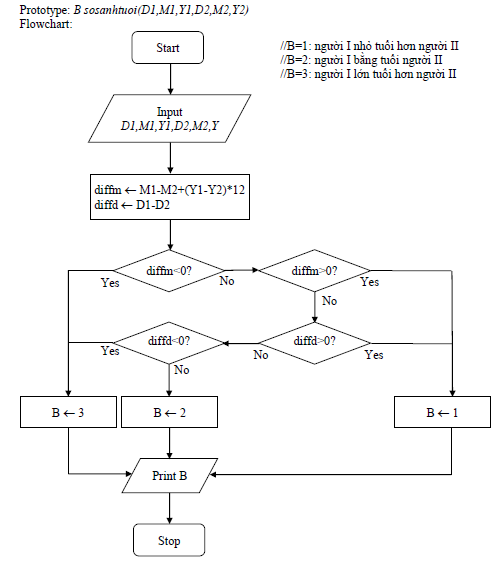 Prototype: B sosanhtuoi(D1,M1,Y1,D2,M2,Y2)
Flowchart:
Start
//B=1: người I nhỏ tuổi hơn người II
//B=2: người I bằng tuổi người II
//B=3: người I lớn tuổi hơn người II
Input
D1,M1,Y1,D2,M2,Y
diffm ← M1-M2+(Y1-Y2)*12
diffd ← D1-D2
diffm<0?
diffm>0?
Yes
No
Yes
No
diffd<0?
diffd>0?
Yes
No
Yes
No
B ← 3
B ← 2
B ← 1
Print B
Stop